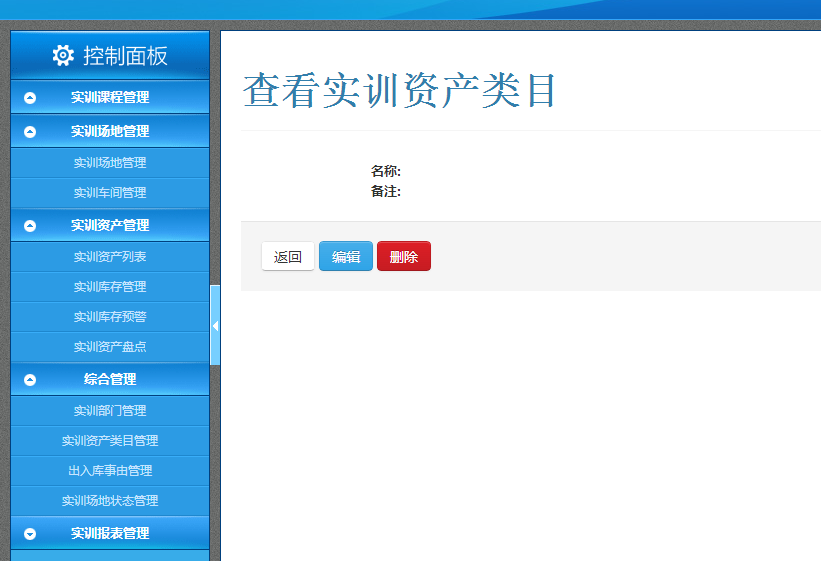 控制面板
实训课程管理
实训场地管理
实训场地管理
实训车间管理
实训资产管理
实训资产列表
实训库存管理
实训库存预警
实训资产盘点
综合管理
实训部门管理
实训资产类目管理
出入库事由管理
实训场地状态管理
实训报表管理
查看实训资产类目
名称:
备注:
返回 编辑 删除